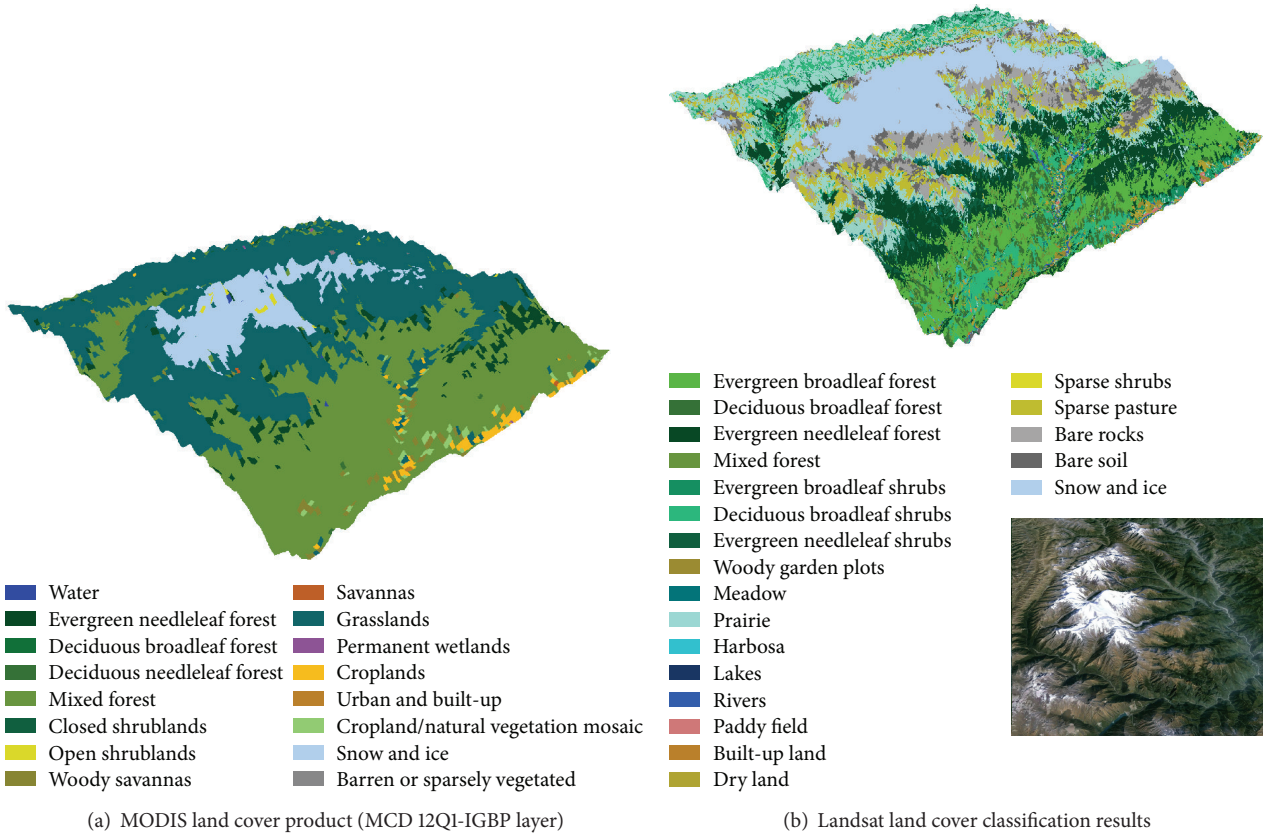 Water
Evergreen needleleaf forest
Deciduous broadleaf forest
Deciduous needleleaf forest
Mixed forest
Closed shrublands
Open shrublands
Woody savannas
Savannas
Grasslands
Permanent wetlands
Croplands
Urban and built-up
Cropland/natural vegetation mosaic
Snow and ice
Barren or sparsely vegetated
(a) MODIS land cover product (MCD 12Q1-IGBP layer)
Evergreen broadleaf forest
Deciduous broadleaf forest
Evergreen needleleaf forest
Mixed forest
Evergreen broadleaf shrubs
Deciduous broadleaf shrubs
Evergreen needleleaf shrubs
Woody garden plots
Meadow
Prairie
Harbosa
Lakes
Rivers
Paddy field
Built-up land
Dry land
Sparse shrubs
Sparse pasture
Bare rocks
Bare soil
Snow and ice
(b) Landsat land cover classification results